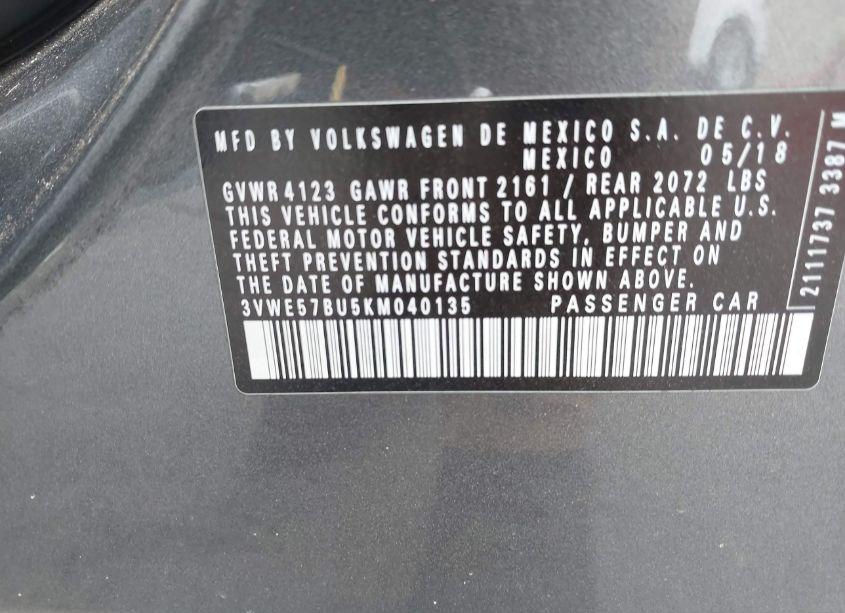 MFD BY VOLKSWAGEN DE MEXICO S.A. DE C.V.
MEXICO 05/18
GVWR 4123 GAWR FRONT 2161 / REAR 2072 LBS
THIS VEHICLE CONFORMS TO ALL APPLICABLE U.S.
FEDERAL MOTOR VEHICLE SAFETY, BUMPER AND
THEFT PREVENTION STANDARDS IN EFFECT ON
THE DATE OF MANUFACTURE SHOWN ABOVE.
3VWE57BU5KM040135 PASSENGER CAR
2111737 3387 M